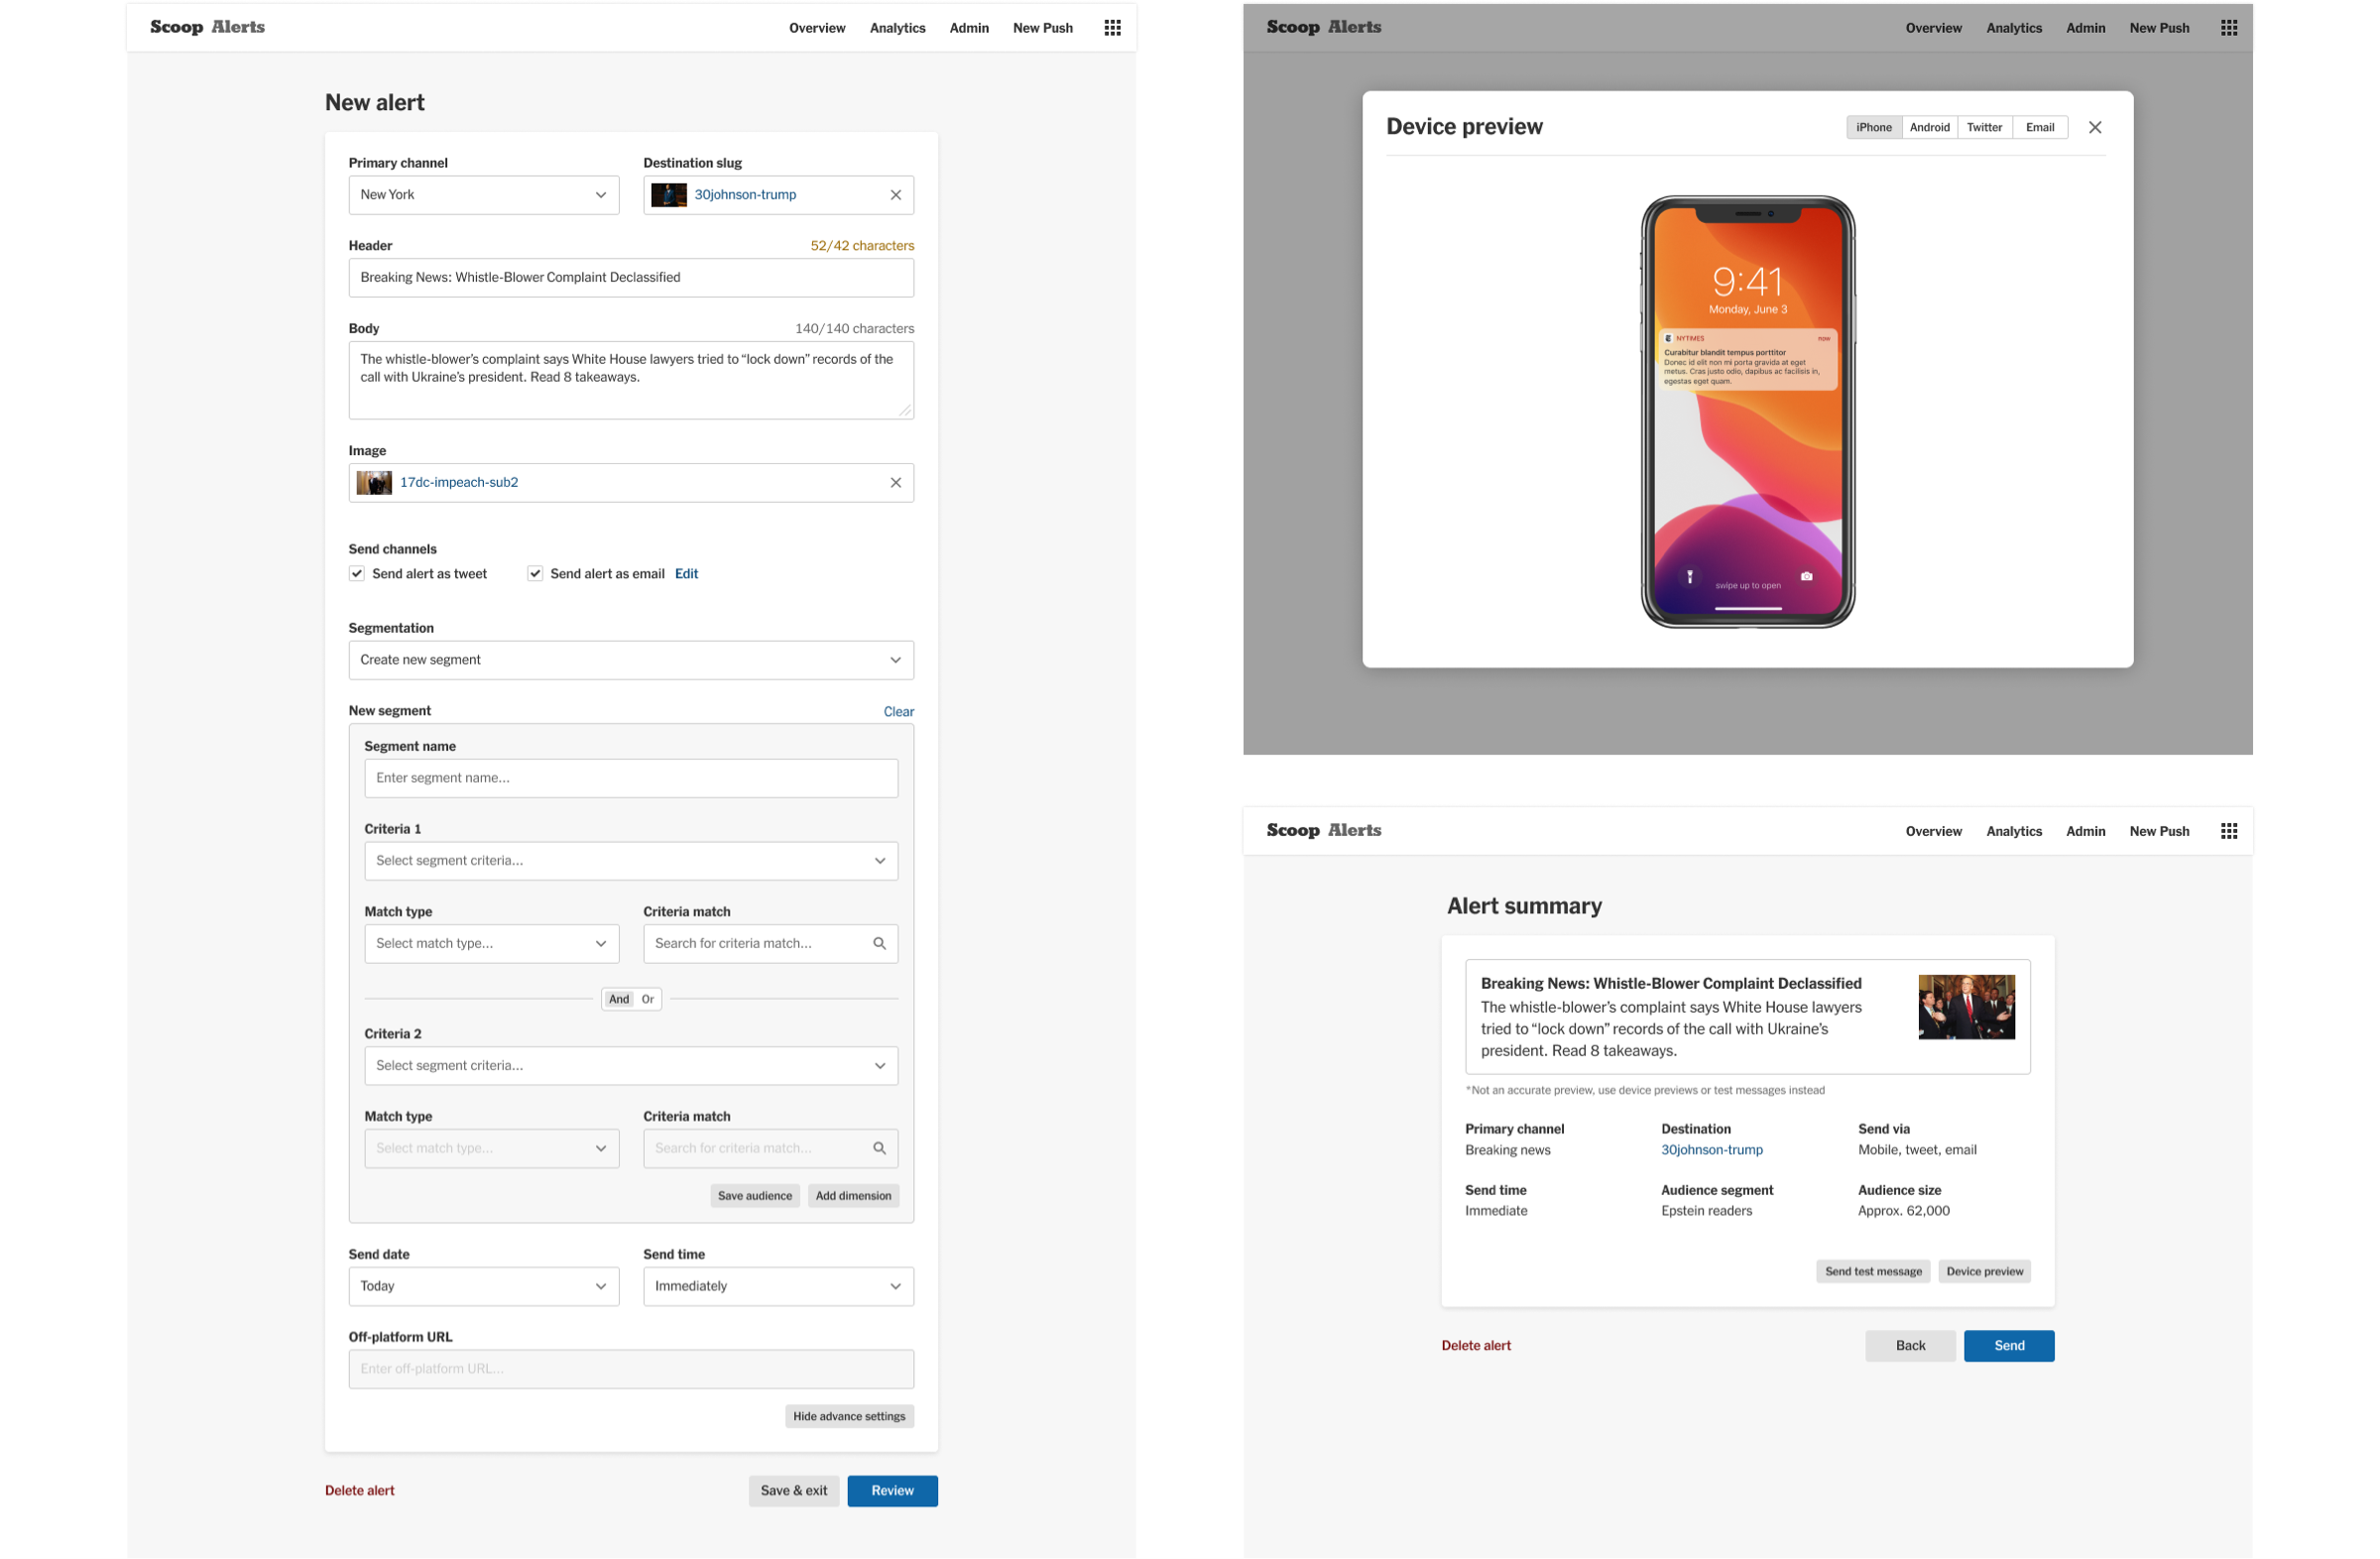 Scoop Alerts
Overview Analytics Admin New Push
New alert
Primary channel Destination slug
New York 30johnson-trump
Header 52/42 characters
Breaking News: Whistle-Blower Complaint Declassified
Body 140/140 characters
The whistle-blower’s complaint says White House lawyers tried to “lock down” records of the
call with Ukraine’s president. Read 8 takeaways.
Image
17dc-impeach-sub2
Send channels
Send alert as tweet Send alert as email Edit
Segmentation
Create new segment
New segment Clear
Segment name
Enter segment name...
Criteria 1
Select segment criteria...
Match type Criteria match
Select match type... Search for criteria match...
And Or
Criteria 2
Select segment criteria...
Match type Criteria match
Select match type... Search for criteria match...
Save audience Add dimension
Send date Send time
Today Immediately
Off-platform URL
Enter off-platform URL...
Hide advance settings
Delete alert Save & exit Review
Scoop Alerts
Overview Analytics Admin New Push
Device preview iPhone Android Twitter Email
9:41
Monday, June 3
NYTIMES now
Curabitur blandit tempus porttitor
Donec id elit non mi porta gravida at eget
metus. Cras justo odio, dapibus ac facilisis in,
egestas eget quam.
swipe up to open
Scoop Alerts
Overview Analytics Admin New Push
Alert summary
Breaking News: Whistle-Blower Complaint Declassified
The whistle-blower’s complaint says White House lawyers
tried to “lock down” records of the call with Ukraine’s
president. Read 8 takeaways.
*Not an accurate preview, use device previews or test messages instead
Primary channel Destination Send via
Breaking news 30johnson-trump Mobile, tweet, email
Send time Audience segment Audience size
Immediate Epstein readers Approx. 62,000
Send test message Device preview
Delete alert Back Send